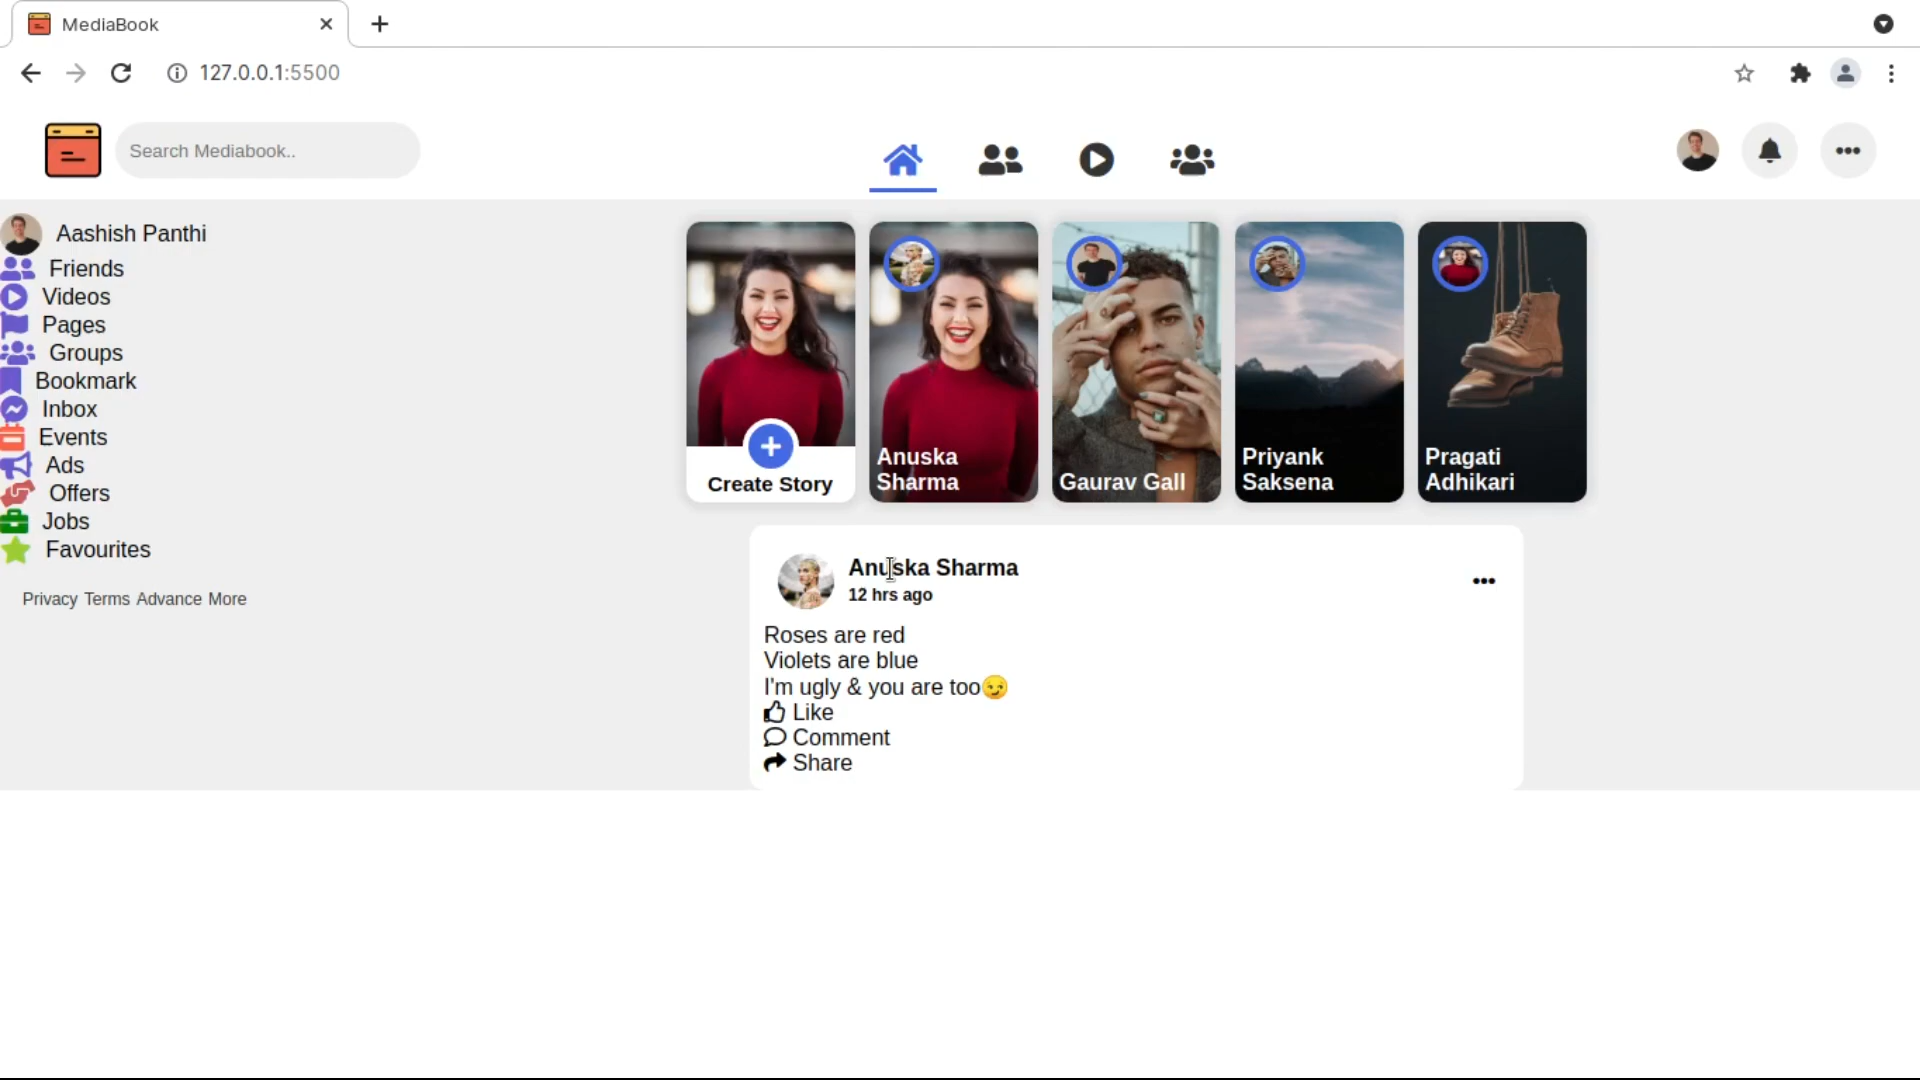 MediaBook
127.0.0.1:5500
Search Mediabook..
Aashish Panthi
Friends
Videos
Pages
Groups
Bookmark
Inbox
Events
Ads
Offers
Jobs
Favourites
Privacy Terms Advance More
Create Story
Anuska
Sharma
Gaurav Gall
Priyank
Saksena
Pragati
Adhikari
Anuska Sharma
12 hrs ago
Roses are red
Violets are blue
I'm ugly & you are too😏
Like
Comment
Share